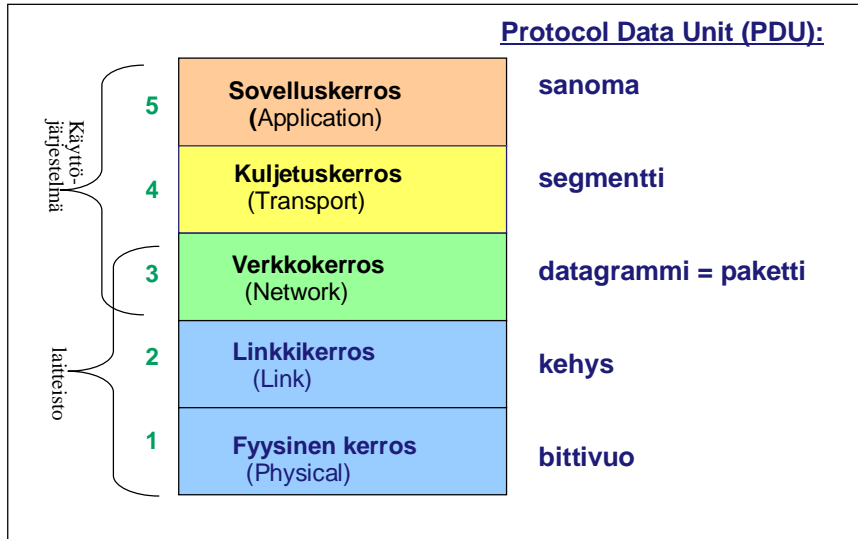 Protocol Data Unit (PDU):
5
Sovelluskerros
(Application)
sanoma
4
Kuljetuskerros
(Transport)
segmentti
3
Verkkokerros
(Network)
datagrammi = paketti
2
Linkkikerros
(Link)
kehys
1
Fyysinen kerros
(Physical)
bittivuo
Käyttö-
järjestelmä
laitteisto